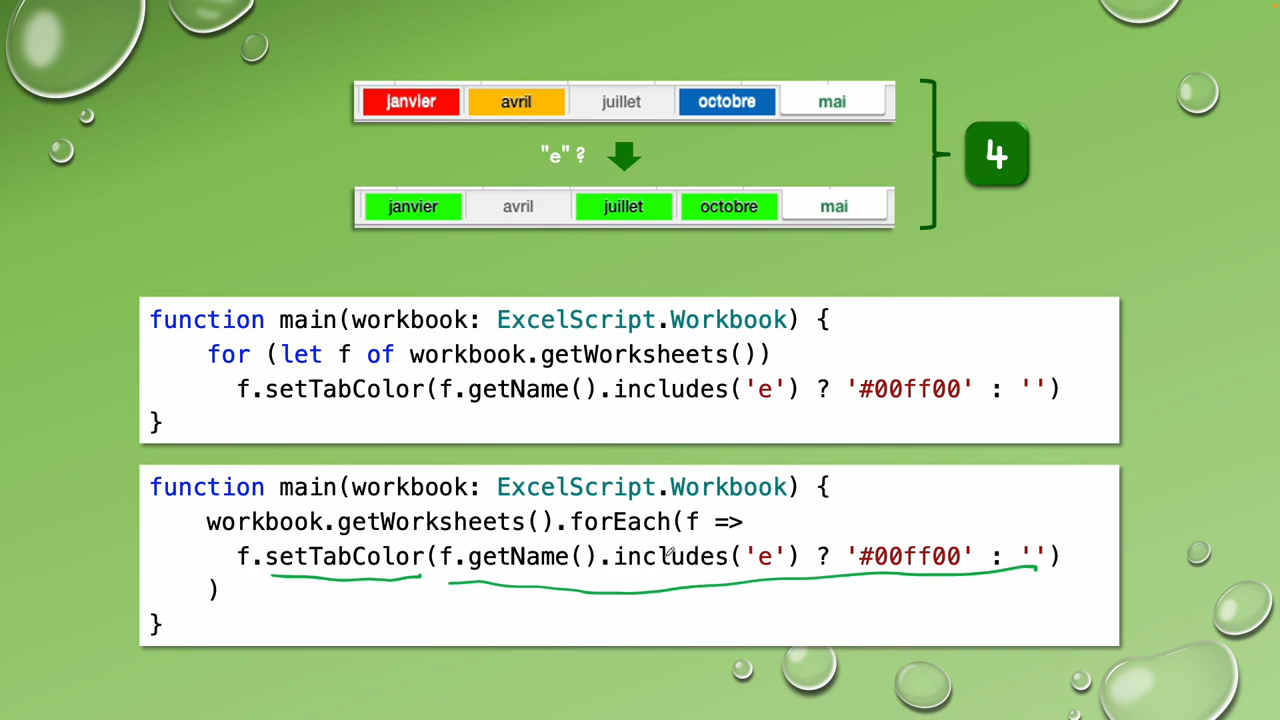 janvier avril juillet octobre mai
"e" ?
4
janvier avril juillet octobre mai
function main(workbook: ExcelScript.Workbook) {
    for (let f of workbook.getWorksheets())
      f.setTabColor(f.getName().includes('e') ? '#00ff00' : '')
}
function main(workbook: ExcelScript.Workbook) {
    workbook.getWorksheets().forEach(f =>
      f.setTabColor(f.getName().includes('e') ? '#00ff00' : '')
    )
}